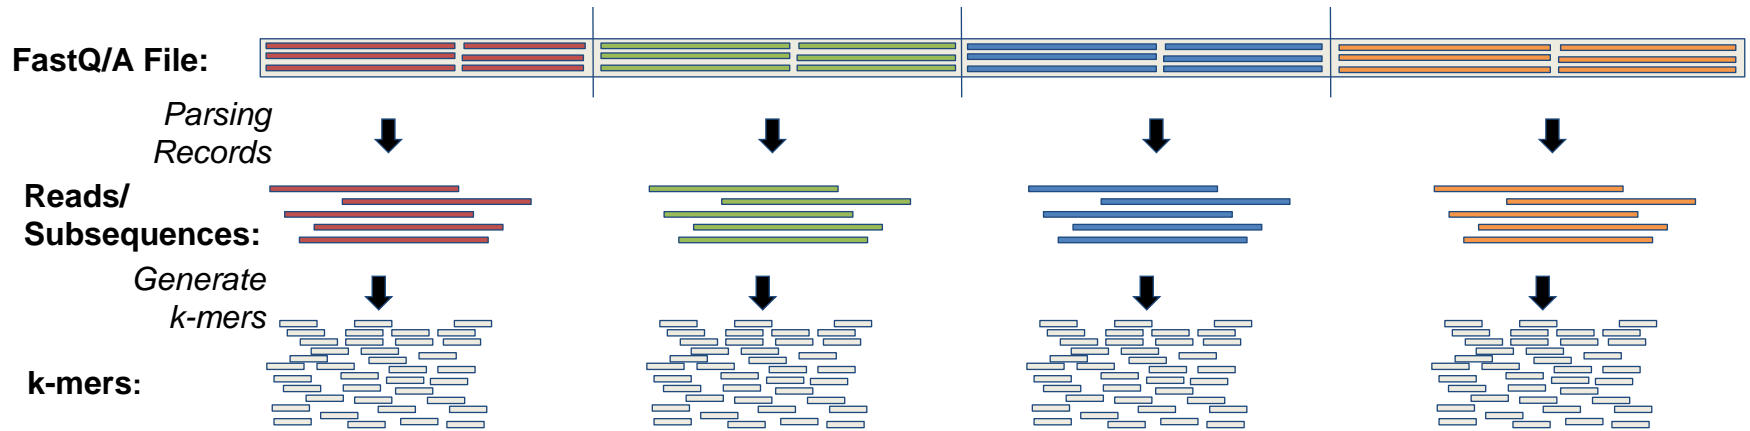 FastQ/A File:
Parsing
Records
Reads/
Subsequences:
Generate
k-mers
k-mers: